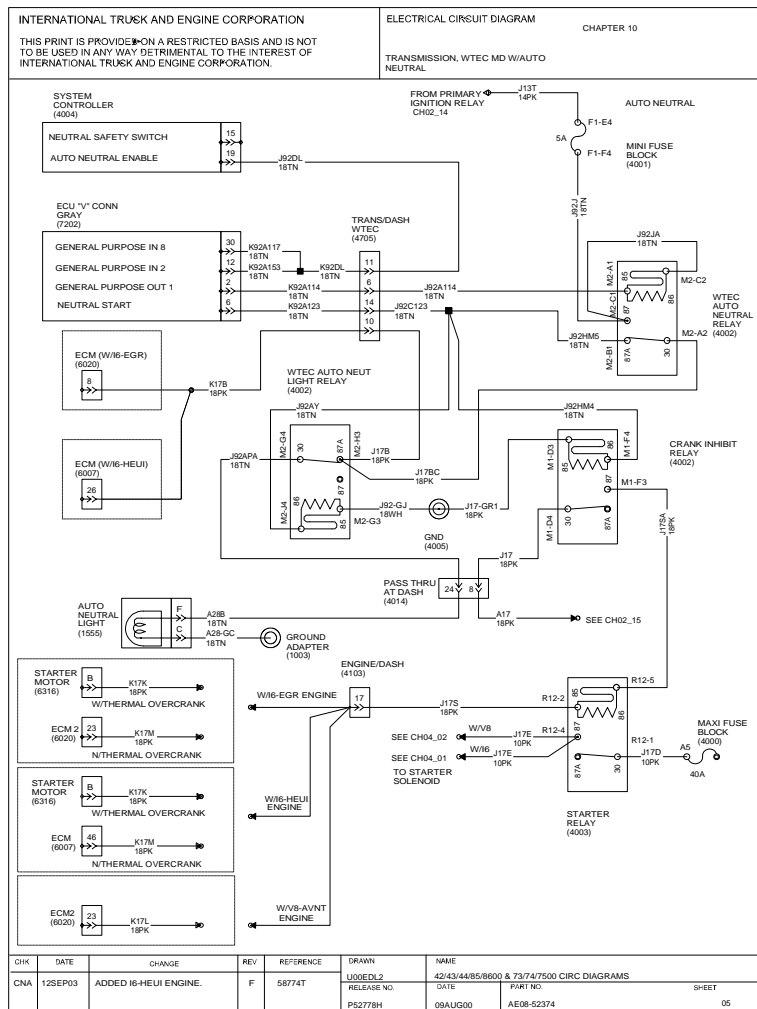 INTERNATIONAL TRUCK AND ENGINE CORPORATION
THIS PRINT IS PROVIDED ON A RESTRICTED BASIS AND IS NOT
TO BE USED IN ANY WAY DETRIMENTAL TO THE INTEREST OF
INTERNATIONAL TRUCK AND ENGINE CORPORATION.
ELECTRICAL CIRCUIT DIAGRAM
CHAPTER 10
TRANSMISSION, WTEC MD W/AUTO
NEUTRAL
SYSTEM
CONTROLLER
(4004)
NEUTRAL SAFETY SWITCH
15
AUTO NEUTRAL ENABLE
19
J92DL
18TN
FROM PRIMARY
IGNITION RELAY
CH02_14
J13T
14PK
AUTO NEUTRAL
F1-E4
5A
F1-F4
MINI FUSE
BLOCK
(4001)
J92J
18TN
ECU "V" CONN
GRAY
(7202)
GENERAL PURPOSE IN 8
30
K92A117
18TN
GENERAL PURPOSE IN 2
12
K92A153
18TN
K92DL
18TN
GENERAL PURPOSE OUT 1
2
K92A114
18TN
NEUTRAL START
6
K92A123
18TN
TRANS/DASH
WTEC
(4705)
11
6
14
10
J92A114
18TN
J92C123
18TN
J92JA
18TN
M2-A1
85
M2-C2
86
M2-C1
87
J92HM5
18TN
M2-B1
87A
30
M2-A2
WTEC
AUTO
NEUTRAL
RELAY
(4002)
ECM (W/I6-EGR)
(6020)
8
K17B
18PK
ECM (W/I6-HEUI)
(6007)
26
WTEC AUTO NEUT
LIGHT RELAY
(4002)
J92AY
18TN
J92APA
18TN
M2-G4
30
87A
M2-H3
J17B
18PK
J17BC
18PK
87
86
M2-J4
85
M2-G3
J92-GJ
18WH
GND
(4005)
J17-GR1
18PK
J92HM4
18TN
M1-D3
85
86
M1-F4
87
M1-F3
M1-D4
30
87A
CRANK INHIBIT
RELAY
(4002)
J17SA
18PK
J17
18PK
PASS THRU
AT DASH
(4014)
24
8
A17
18PK
SEE CH02_15
AUTO
NEUTRAL
LIGHT
(1555)
F
A28B
18TN
C
A28-GC
18TN
GROUND
ADAPTER
(1003)
STARTER
MOTOR
(6316)
B
K17K
18PK
W/THERMAL OVERCRANK
ECM 2
(6020)
23
K17M
18PK
N/THERMAL OVERCRANK
W/I6-EGR ENGINE
ENGINE/DASH
(4103)
17
J17S
18PK
R12-2
85
R12-5
86
SEE CH04_02
W/V8
J17E
10PK
R12-4
87
SEE CH04_01
W/I6
J17E
10PK
TO STARTER
SOLENOID
87A
30
R12-1
J17D
10PK
A5
40A
MAXI FUSE
BLOCK
(4000)
STARTER
RELAY
(4003)
STARTER
MOTOR
(6316)
B
K17K
18PK
W/THERMAL OVERCRANK
ECM
(6007)
46
K17M
18PK
N/THERMAL OVERCRANK
W/I6-HEUI
ENGINE
ECM2
(6020)
23
K17L
18PK
W/V8-AVNT
ENGINE
CHK DATE CHANGE REV REFERENCE
CNA 12SEP03 ADDED I6-HEUI ENGINE. F 58774T
DRAWN
U00EDL2
NAME
42/43/44/85/8600 & 73/74/7500 CIRC DIAGRAMS
RELEASE NO.
P52778H
DATE
09AUG00
PART NO.
AE08-52374
SHEET
05